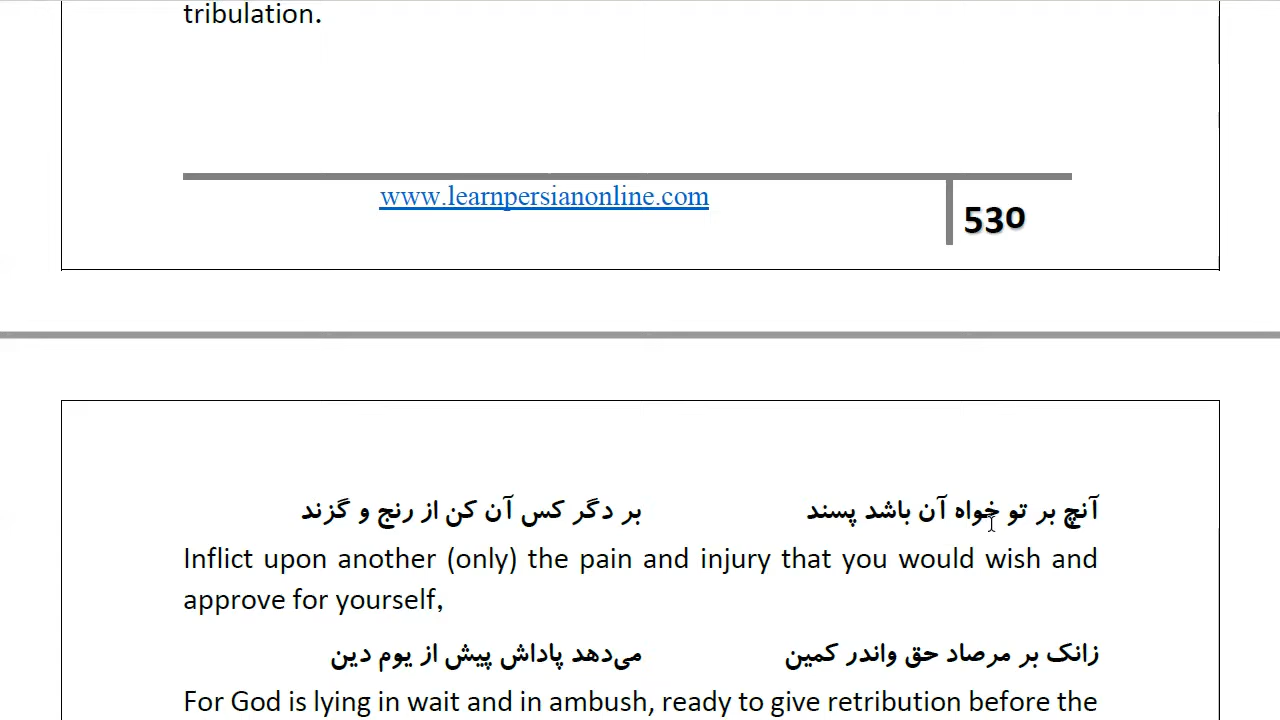 tribulation.
www.learnpersianonline.com
530
آنچ بر تو خواه آن باشد پسند بر دگر کس آن کن از رنج و گزند
Inflict upon another (only) the pain and injury that you would wish and
approve for yourself,
زانک بر مرصاد حق واندر کمین می‌دهد پاداش پیش از یوم دین
For God is lying in wait and in ambush, ready to give retribution before the